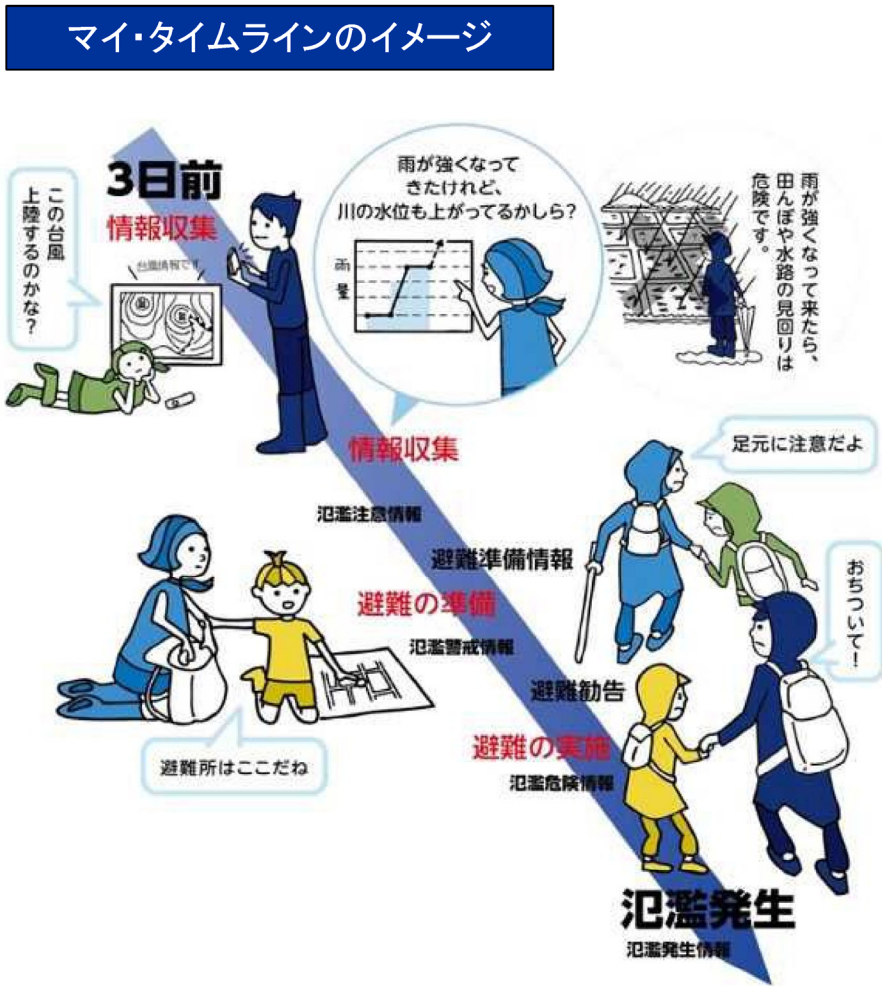 マイ・タイムラインのイメージ
3日前
情報収集
この台風
上陸するのかな？
台風情報です
雨が強くなって
きたけれど、
川の水位も上がってるかしら？
雨
量
雨が強くなって来たら、
田んぼや水路の見回りは
危険です。
情報収集
氾濫注意情報
足元に注意だよ
避難準備情報
避難の準備
氾濫警戒情報
おちついて！
避難勧告
避難所はここだね
避難の実施
氾濫危険情報
氾濫発生
氾濫発生情報